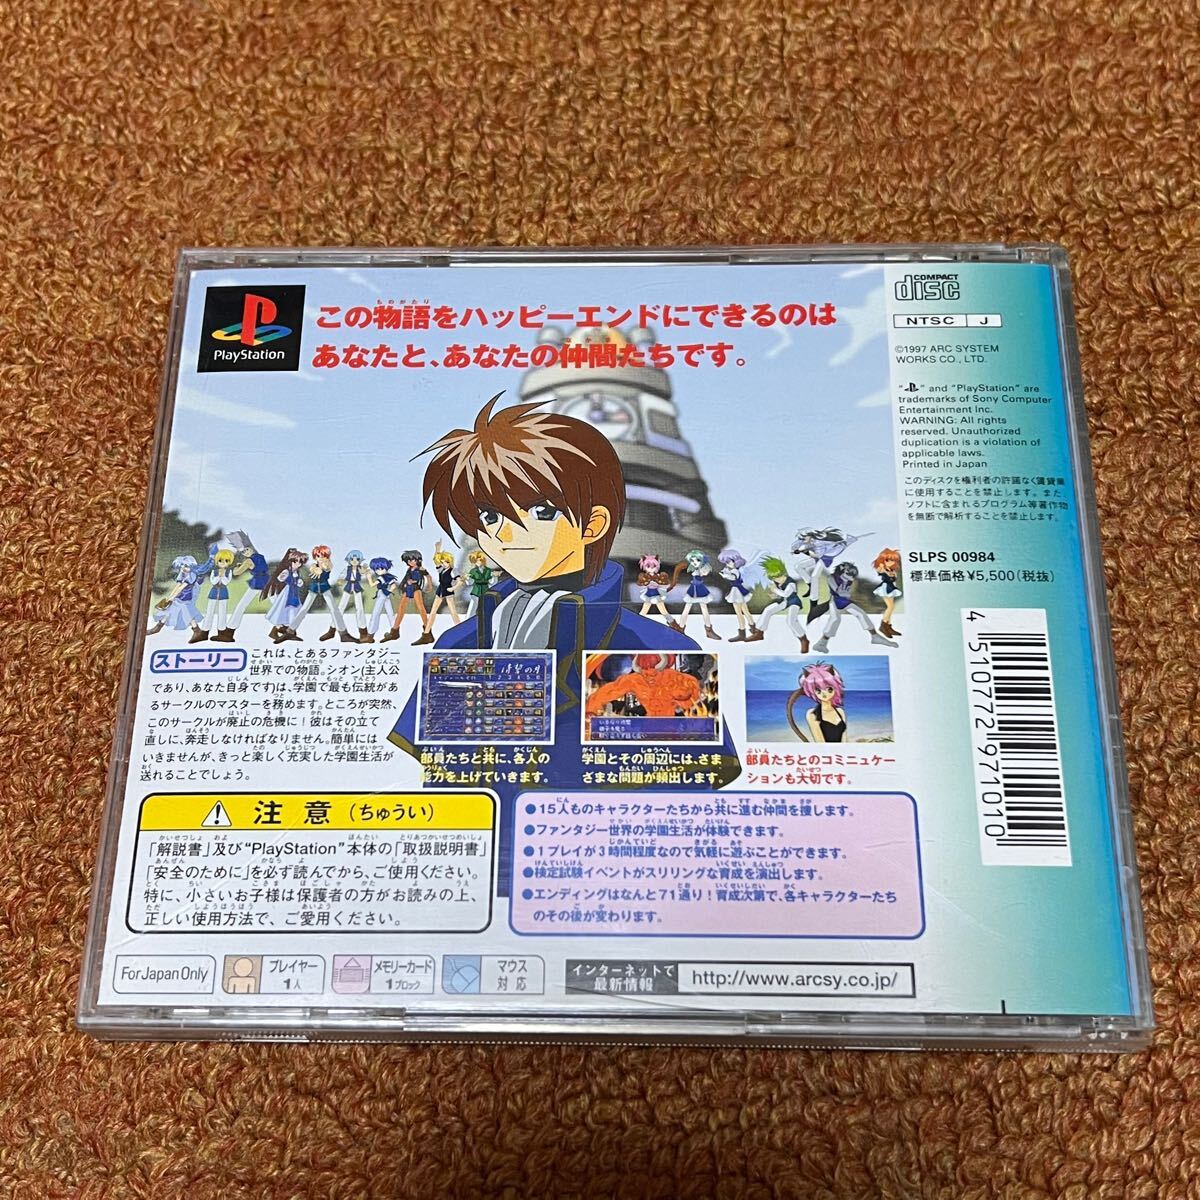 PlayStation
この物語をハッピーエンドにできるのは
ものがたり
あなたと、あなたの仲間たちです。
COMPACT
disc
NTSC J
©1997 ARC SYSTEM
WORKS CO., LTD.
" " and "PlayStation" are
trademarks of Sony Computer
Entertainment Inc.
WARNING: All rights
reserved. Unauthorized
duplication is a violation of
applicable laws.
Printed in Japan
このディスクを権利者の許諾なく賃貸業
に使用することを禁止します。また、
ソフトに含まれるプログラム等著作物
を無断で解析することを禁止します。
SLPS 00984
標準価格¥5,500(税抜)
4 510772 971010
ストーリー
これは、とあるファンタジー
世界での物語。シオン(主人公
であり、あなた自身です)は、学園で最も伝統があ
るサークルのマスターを務めます。ところが突然、
このサークルが廃止の危機に!彼はその立て
直しに、奔走しなければなりません。簡単には
いきませんが、きっと楽しく充実した学園生活が
送れることでしょう。
部員たちと共に、各人の
能力を上げていきます。
学園とその周辺には、さま
ざまな問題が頻出します。
部員たちとのコミニュケー
ションも大切です。
注意(ちゅうい)
「解説書」及び"PlayStation"本体の「取扱説明書」
「安全のために」を必ず読んでから、ご使用ください。
特に、小さいお子様は保護者の方がお読みの上、
正しい使用方法で、ご愛用ください。
●15人ものキャラクターたちから共に進む仲間を捜します。
●ファンタジー世界の学園生活が体験できます。
●1プレイが3時間程度なので気軽に遊ぶことができます。
●検定試験イベントがスリリングな育成を演出します。
●エンディングはなんと71通り!育成次第で、各キャラクターたち
のその後が変わります。
For Japan Only
プレイヤー
1人
メモリーカード
1ブロック
マウス
対応
インターネットで
最新情報
http://www.arcsy.co.jp/